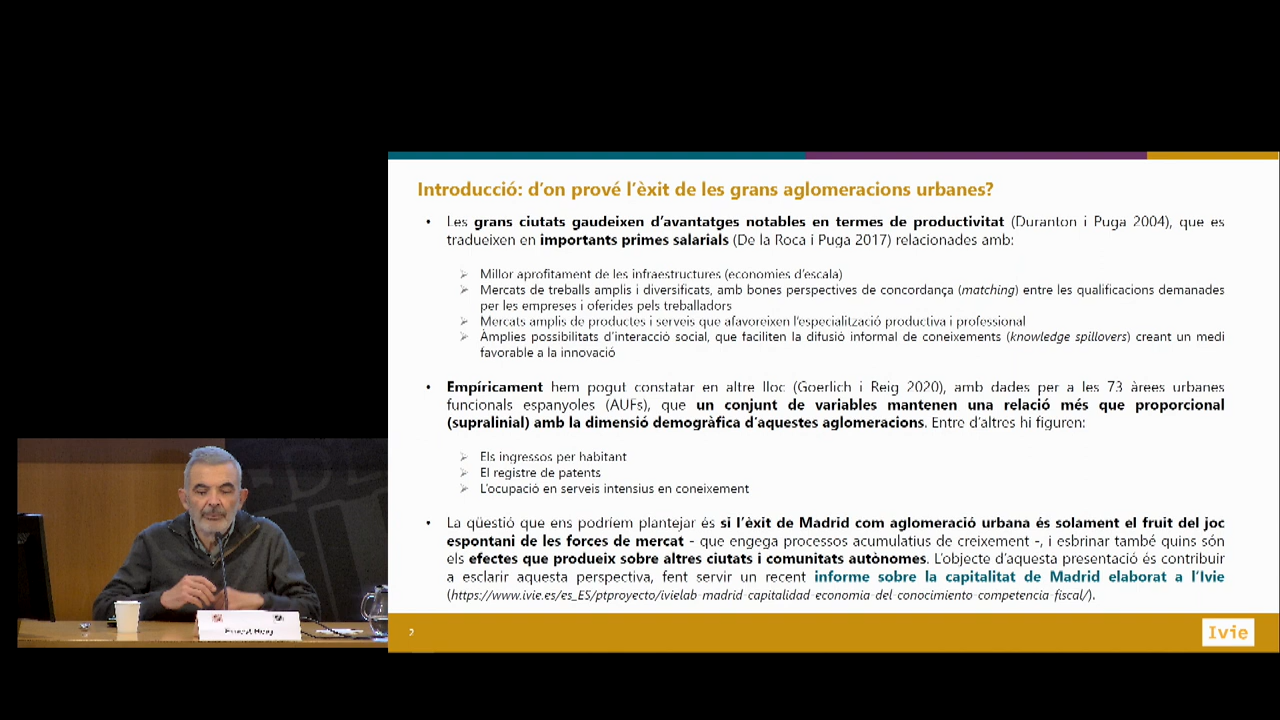 Introducció: d'on prové l'èxit de les grans aglomeracions urbanes?
• Les grans ciutats gaudeixen d'avantatges notables en termes de productivitat (Duranton i Puga 2004), que es
tradueixen en importants primes salarials (De la Roca i Puga 2017) relacionades amb:
➢ Millor aprofitament de les infraestructures (economies d'escala)
➢ Mercats de treballs amplis i diversificats, amb bones perspectives de concordança (matching) entre les qualificacions demanades
per les empreses i oferides pels treballadors
➢ Mercats amplis de productes i serveis que afavoreixen l'especialització productiva i professional
➢ Àmplies possibilitats d'interacció social, que faciliten la difusió informal de coneixements (knowledge spillovers) creant un medi
favorable a la innovació
• Empíricament hem pogut constatar en altre lloc (Goerlich i Reig 2020), amb dades per a les 73 àrees urbanes
funcionals espanyoles (AUFs), que un conjunt de variables mantenen una relació més que proporcional
(supralinial) amb la dimensió demogràfica d'aquestes aglomeracions. Entre d'altres hi figuren:
➢ Els ingressos per habitant
➢ El registre de patents
➢ L'ocupació en serveis intensius en coneixement
• La qüestió que ens podríem plantejar és si l'èxit de Madrid com aglomeració urbana és solament el fruit del joc
espontani de les forces de mercat - que engega processos acumulatius de creixement -, i esbrinar també quins són
els efectes que produeix sobre altres ciutats i comunitats autònomes. L'objecte d'aquesta presentació és contribuir
a esclarir aquesta perspectiva, fent servir un recent informe sobre la capitalitat de Madrid elaborat a l'Ivie
(https://www.ivie.es/es_ES/ptproyecto/ivielab madrid capitalidad economia del conocimiento competencia fiscal/).
2
Ivie
Ernest Reig